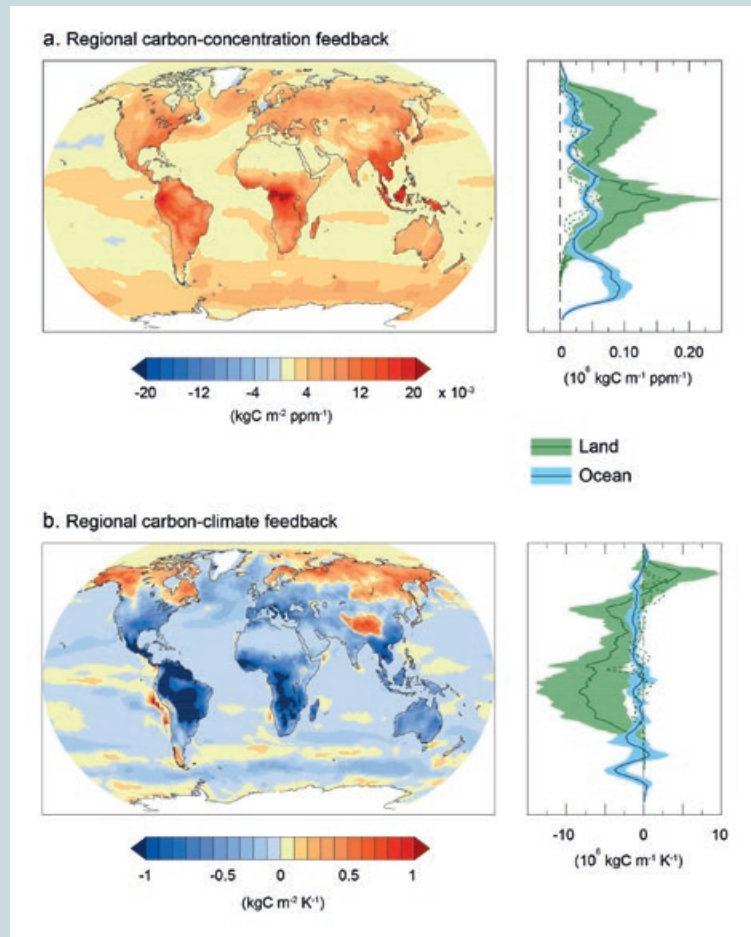 a. Regional carbon-concentration feedback
-20 -12 -4 4 12 20 x 10⁻³
(kgC m⁻² ppm⁻¹)
0 0.10 0.20
(10⁶ kgC m⁻¹ ppm⁻¹)
Land
Ocean
b. Regional carbon-climate feedback
-1 -0.5 0 0.5 1
(kgC m⁻² K⁻¹)
-10 0 10
(10⁶ kgC m⁻¹ K⁻¹)